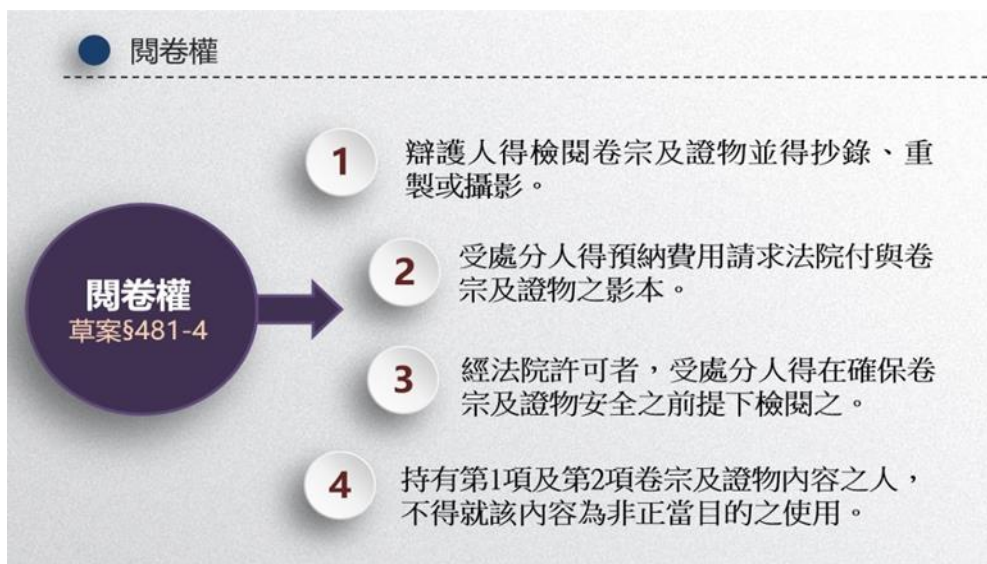 閱卷權
1
辯護人得檢閱卷宗及證物並得抄錄、重
製或攝影。
閱卷權
草案§481-4
2
受處分人得預納費用請求法院付與卷
宗及證物之影本。
3
經法院許可者，受處分人得在確保卷
宗及證物安全之前提下檢閱之。
4
持有第1項及第2項卷宗及證物內容之人，
不得就該內容為非正當目的之使用。